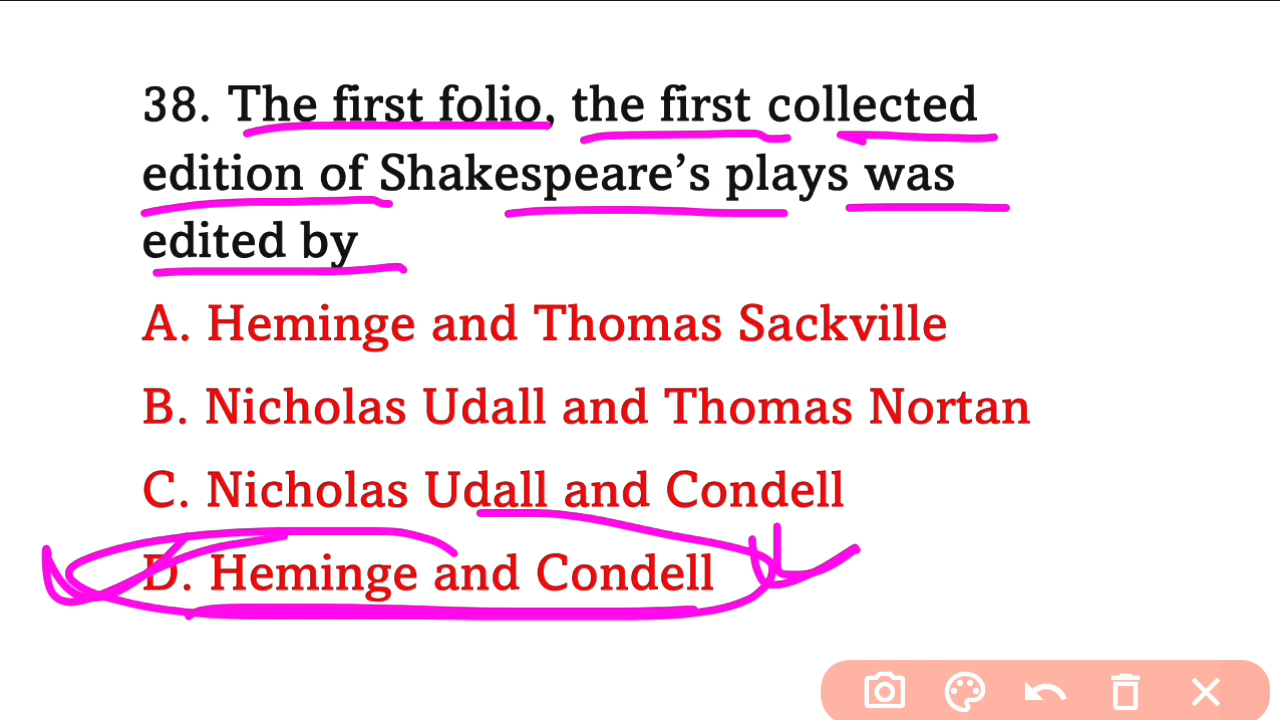 38. The first folio, the first collected
edition of Shakespeare’s plays was
edited by
A. Heminge and Thomas Sackville
B. Nicholas Udall and Thomas Nortan
C. Nicholas Udall and Condell
D. Heminge and Condell